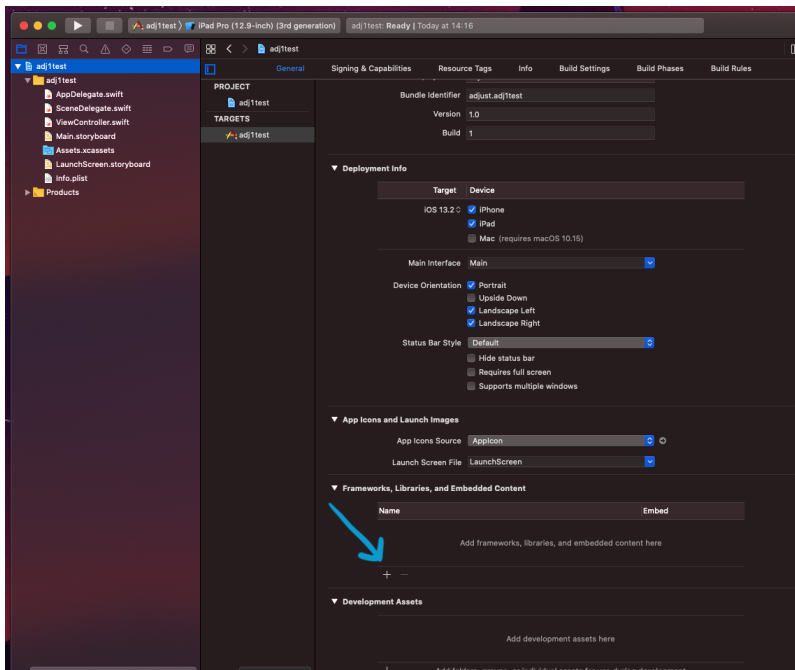 adj1test
iPad Pro (12.9-inch) (3rd generation)
adj1test: Ready | Today at 14:16
adj1test
adj1test
adj1test
AppDelegate.swift
SceneDelegate.swift
ViewController.swift
Main.storyboard
Assets.xcassets
LaunchScreen.storyboard
Info.plist
Products
General
Signing & Capabilities
Resource Tags
Info
Build Settings
Build Phases
Build Rules
PROJECT
adj1test
TARGETS
adj1test
Bundle Identifier adjust.adj1test
Version 1.0
Build 1
Deployment Info
Target Device
iOS 13.2 iPhone
iPad
Mac (requires macOS 10.15)
Main Interface Main
Device Orientation Portrait
Upside Down
Landscape Left
Landscape Right
Status Bar Style Default
Hide status bar
Requires full screen
Supports multiple windows
App Icons and Launch Images
App Icons Source AppIcon
Launch Screen File LaunchScreen
Frameworks, Libraries, and Embedded Content
Name Embed
Add frameworks, libraries, and embedded content here
Development Assets
Add development assets here